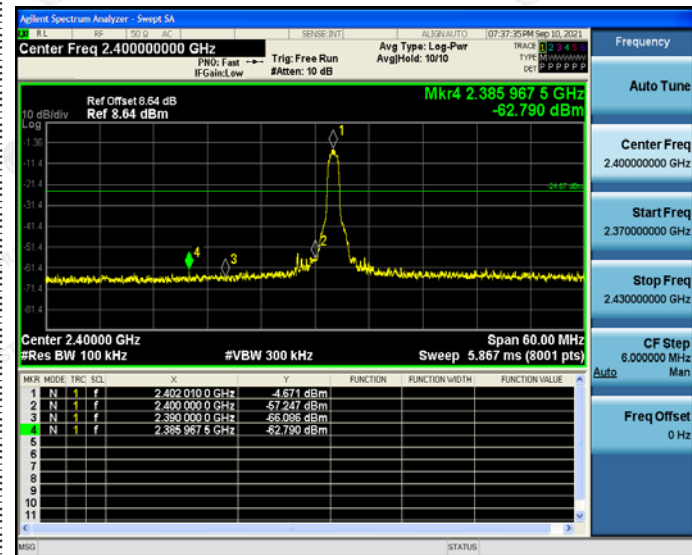 Agilent Spectrum Analyzer - Swept SA
RL RF 50 Ω AC SENSE:INT ALIGN AUTO 07:37:35 PM Sep 10, 2021
Center Freq 2.400000000 GHz
PNO: Fast
IFGain:Low
Trig: Free Run
#Atten: 10 dB
Avg Type: Log-Pwr
Avg|Hold: 10/10
TRACE 1 2 3 4 5 6
TYPE M WWWWW
DET P P P P P P
Ref Offset 8.64 dB
10 dB/div Ref 8.64 dBm
Log
Mkr4 2.385 967 5 GHz
-62.790 dBm
-1.36
-11.4
-21.4
-31.4
-41.4
-51.4
-61.4
-71.4
-81.4
-24.67 dBm
1
2
3
4
Center 2.40000 GHz Span 60.00 MHz
#Res BW 100 kHz #VBW 300 kHz Sweep 5.867 ms (8001 pts)
MKR MODE TRC SCL X Y FUNCTION FUNCTION WIDTH FUNCTION VALUE
1 N 1 f 2.402 010 0 GHz -4.671 dBm
2 N 1 f 2.400 000 0 GHz -57.247 dBm
3 N 1 f 2.390 000 0 GHz -66.086 dBm
4 N 1 f 2.385 967 5 GHz -62.790 dBm
5
6
7
8
9
10
11
MSG STATUS
Frequency
Auto Tune
Center Freq
2.400000000 GHz
Start Freq
2.370000000 GHz
Stop Freq
2.430000000 GHz
CF Step
6.000000 MHz
Auto Man
Freq Offset
0 Hz